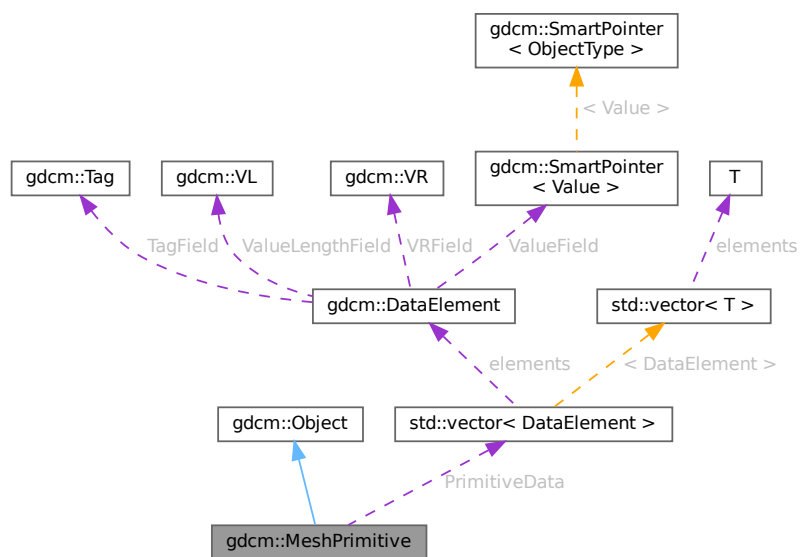 gdcm::SmartPointer
< ObjectType >
< Value >
gdcm::Tag
gdcm::VL
gdcm::VR
gdcm::SmartPointer
< Value >
T
TagField
ValueLengthField
VRField
ValueField
elements
gdcm::DataElement
std::vector< T >
elements
< DataElement >
gdcm::Object
std::vector< DataElement >
PrimitiveData
gdcm::MeshPrimitive